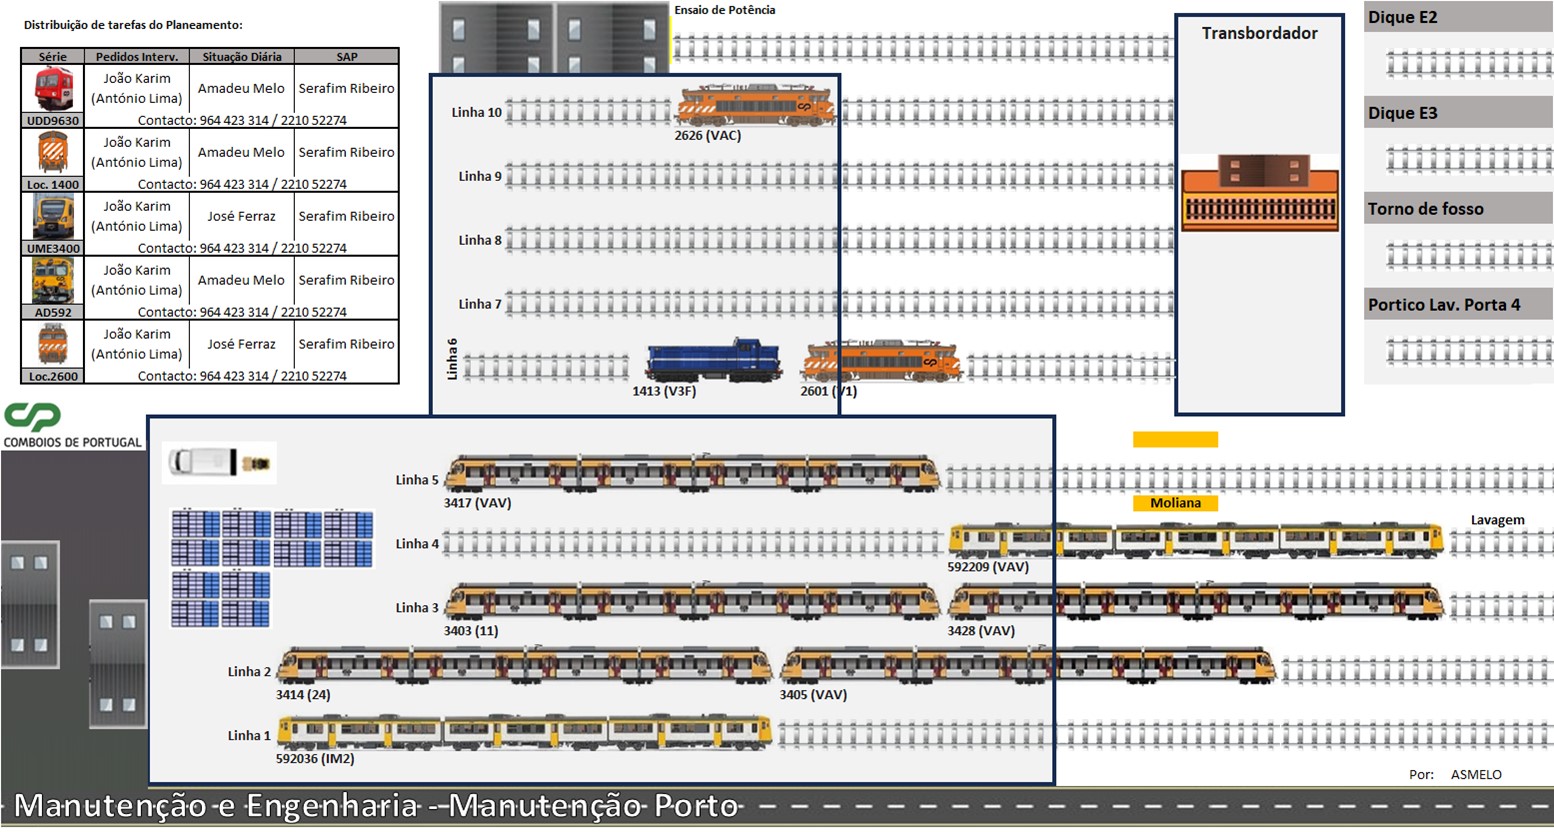 Distribuição de tarefas do Planeamento:
Série Pedidos Interv. Situação Diária SAP
João Karim
(António Lima) Amadeu Melo Serafim Ribeiro
UDD9630 Contacto: 964 423 314 / 2210 52274
João Karim
(António Lima) Amadeu Melo Serafim Ribeiro
Loc. 1400 Contacto: 964 423 314 / 2210 52274
João Karim
(António Lima) José Ferraz Serafim Ribeiro
UME3400 Contacto: 964 423 314 / 2210 52274
João Karim
(António Lima) Amadeu Melo Serafim Ribeiro
AD592 Contacto: 964 423 314 / 2210 52274
João Karim
(António Lima) José Ferraz Serafim Ribeiro
Loc.2600 Contacto: 964 423 314 / 2210 52274
CP
COMBOIOS DE PORTUGAL
Ensaio de Potência
Linha 10
2626 (VAC)
Linha 9
Linha 8
Linha 7
Linha 6
1413 (V3F)
2601 (V1)
Transbordador
Dique E2
Dique E3
Torno de fosso
Portico Lav. Porta 4
Linha 5
3417 (VAV)
Moliana
Lavagem
Linha 4
592209 (VAV)
Linha 3
3403 (11)
3428 (VAV)
Linha 2
3414 (24)
3405 (VAV)
Linha 1
592036 (IM2)
Por: ASMELO
Manutenção e Engenharia - Manutenção Porto